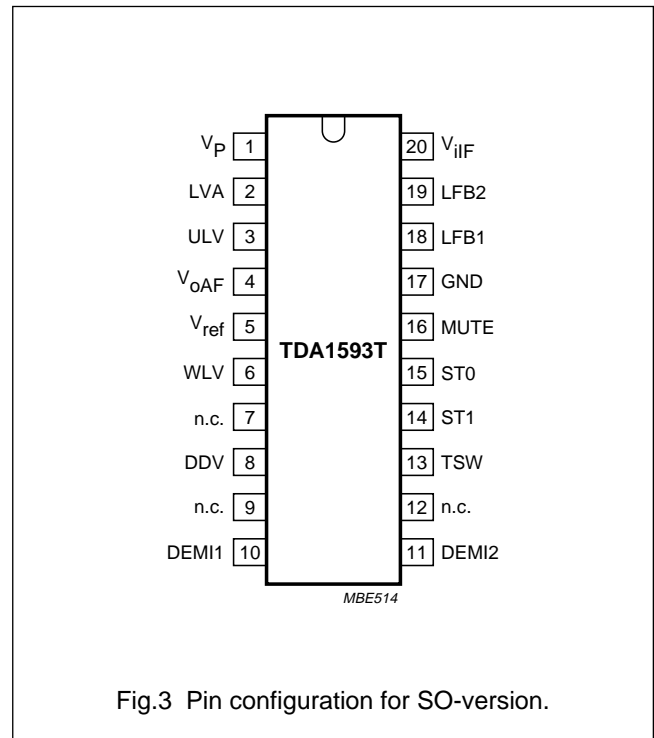 V_P 1 20 V_iIF
LVA 2 19 LFB2
ULV 3 18 LFB1
V_oAF 4 17 GND
V_ref 5 16 MUTE
TDA1593T
WLV 6 15 ST0
n.c. 7 14 ST1
DDV 8 13 TSW
n.c. 9 12 n.c.
DEMI1 10 11 DEMI2
MBE514
Fig.3 Pin configuration for SO-version.